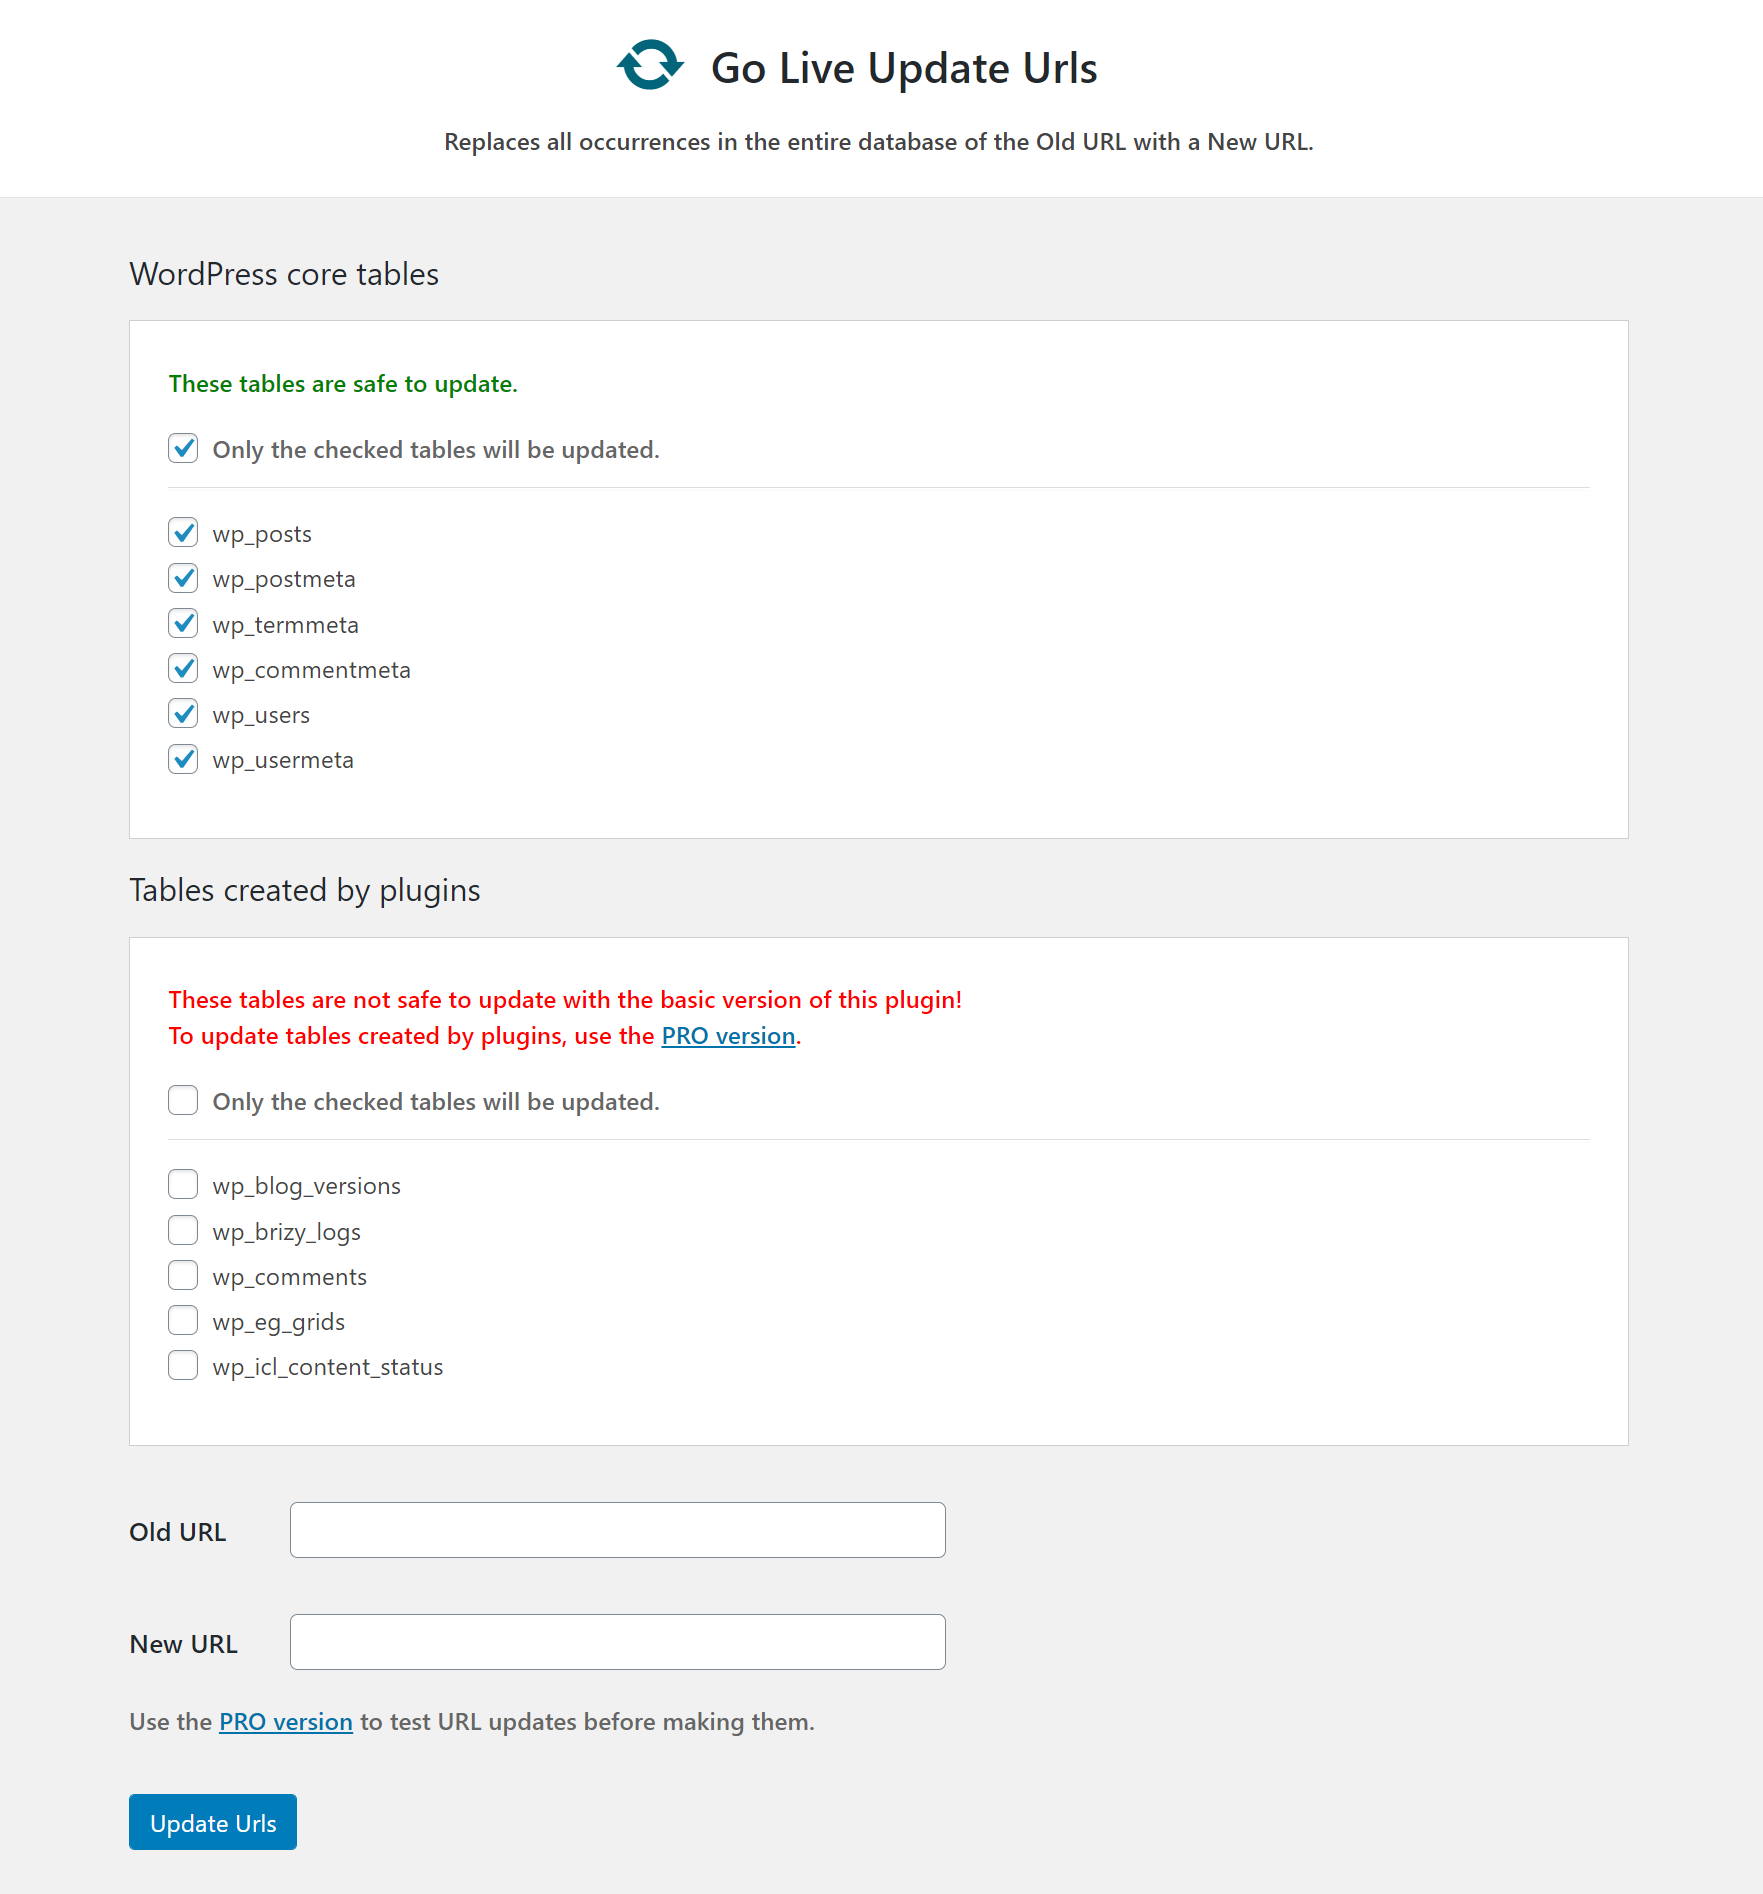 Go Live Update Urls
Replaces all occurrences in the entire database of the Old URL with a New URL.
WordPress core tables
These tables are safe to update.
Only the checked tables will be updated.
wp_posts
wp_postmeta
wp_termmeta
wp_commentmeta
wp_users
wp_usermeta
Tables created by plugins
These tables are not safe to update with the basic version of this plugin!
To update tables created by plugins, use the PRO version.
Only the checked tables will be updated.
wp_blog_versions
wp_brizy_logs
wp_comments
wp_eg_grids
wp_icl_content_status
Old URL
New URL
Use the PRO version to test URL updates before making them.
Update Urls